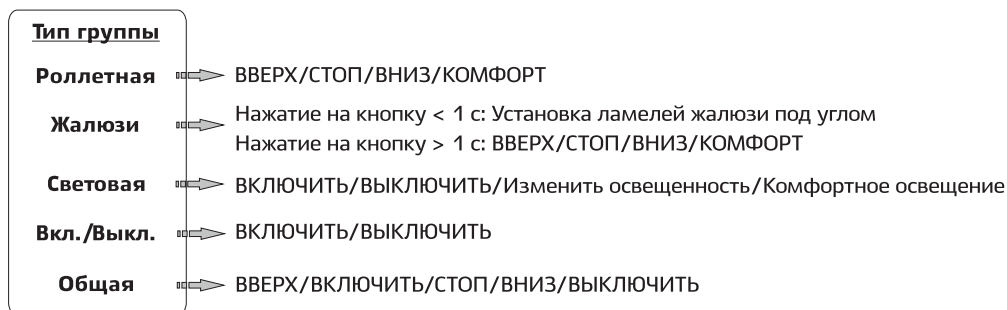 Тип группы
Роллетная ВВЕРХ/СТОП/ВНИЗ/КОМФОРТ
Жалюзи Нажатие на кнопку < 1 с: Установка ламелей жалюзи под углом
Нажатие на кнопку > 1 с: ВВЕРХ/СТОП/ВНИЗ/КОМФОРТ
Световая ВКЛЮЧИТЬ/ВЫКЛЮЧИТЬ/Изменить освещенность/Комфортное освещение
Вкл./Выкл. ВКЛЮЧИТЬ/ВЫКЛЮЧИТЬ
Общая ВВЕРХ/ВКЛЮЧИТЬ/СТОП/ВНИЗ/ВЫКЛЮЧИТЬ